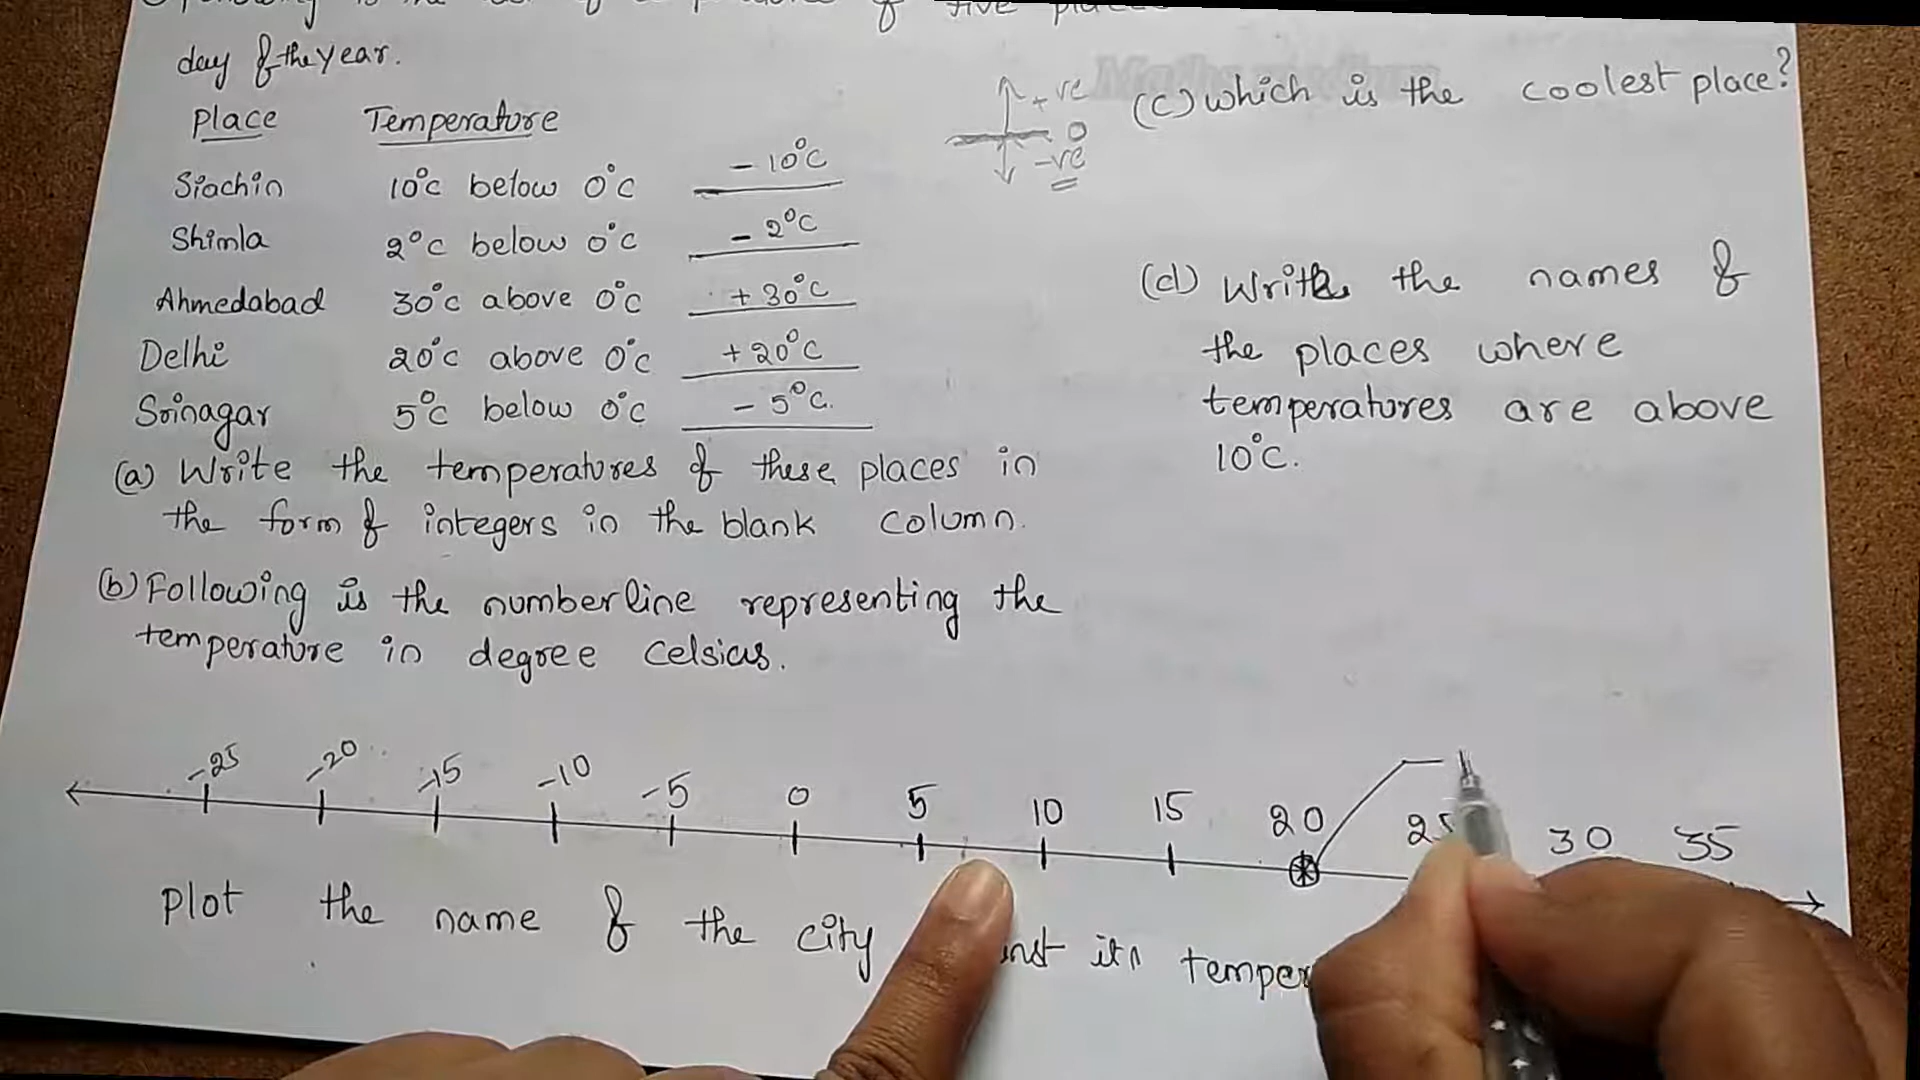 five
day of the year.
Place Temperature
Siachin 10°c below 0°c - 10°C
Shimla 2°c below 0°c - 2°C
Ahmedabad 30°c above 0°c + 30°C
Delhi 20°c above 0°c + 20°C
Srinagar 5°c below 0°c - 5°C.
(a) Write the temperatures of these places in
the form of integers in the blank column.
(b) Following is the number line representing the
temperature in degree celsius.
+ve
0
-ve
(c) which is the coolest place?
(d) Write the names of
the places where
temperatures are above
10°C.
-25 -20 -15 -10 -5 0 5 10 15 20 30 35
Plot the name of the city its